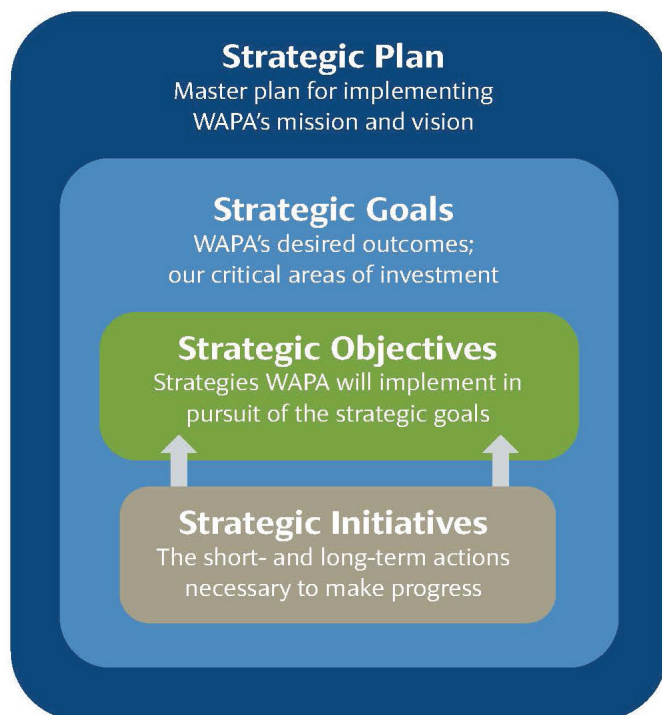 Strategic Plan
Master plan for implementing
WAPA’s mission and vision
Strategic Goals
WAPA’s desired outcomes;
our critical areas of investment
Strategic Objectives
Strategies WAPA will implement in
pursuit of the strategic goals
Strategic Initiatives
The short- and long-term actions
necessary to make progress